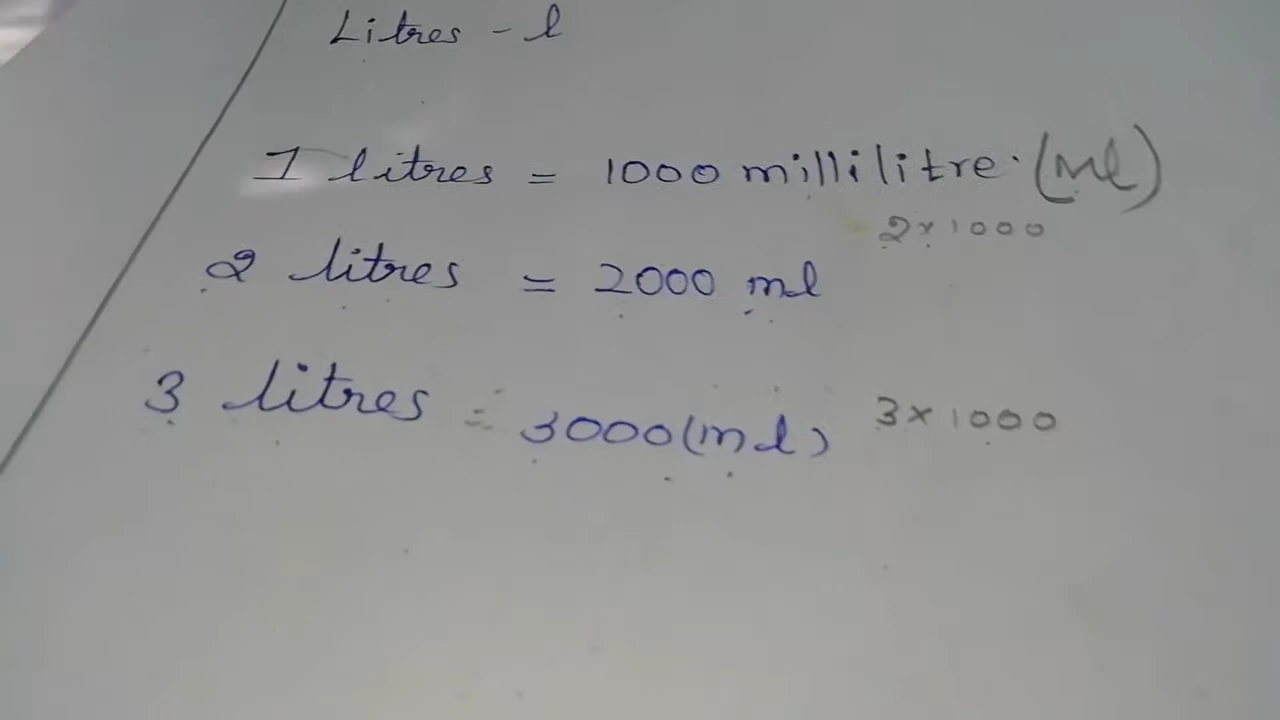 Litres - l
1 litres = 1000 millilitre. (ml)
2 x 1000
2 litres = 2000 ml
3 litres = 3000 (ml) 3 x 1000